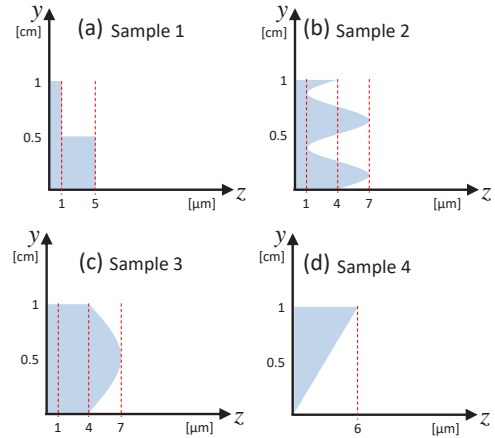 y
[cm]
(a) Sample 1
1
0.5
1
5
[μm]
z
y
[cm]
(b) Sample 2
1
0.5
1
4
7
[μm]
z
y
[cm]
(c) Sample 3
1
0.5
1
4
7
[μm]
z
y
[cm]
(d) Sample 4
1
0.5
6
[μm]
z